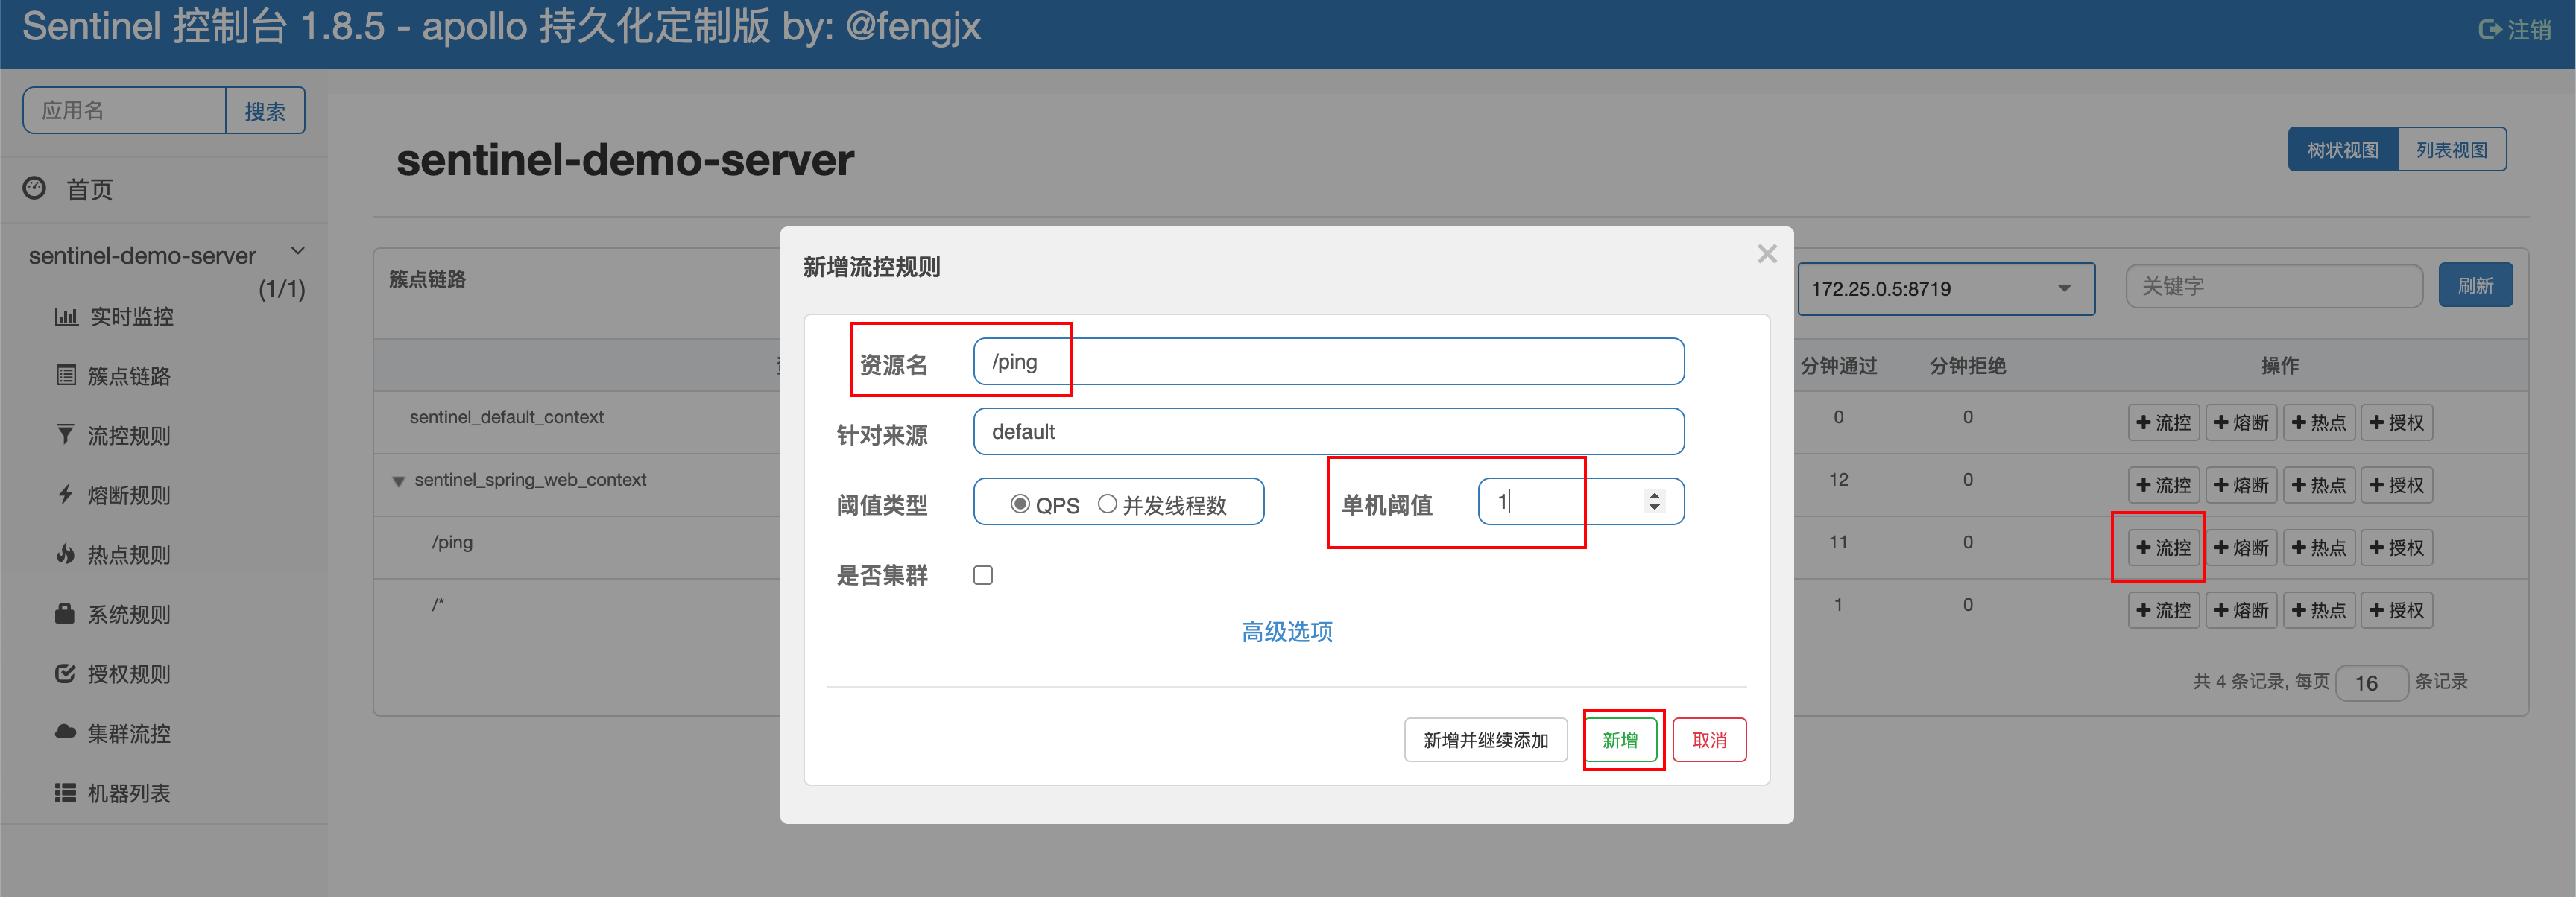 Sentinel 控制台 1.8.5 - apollo 持久化定制版 by: @fengjx
注销
应用名 搜索
首页
sentinel-demo-server
(1/1)
实时监控
簇点链路
流控规则
熔断规则
热点规则
系统规则
授权规则
集群流控
机器列表
sentinel-demo-server
树状视图 列表视图
簇点链路
172.25.0.5:8719
关键字
刷新
分钟通过 分钟拒绝 操作
sentinel_default_context
0 0 流控 熔断 热点 授权
sentinel_spring_web_context
12 0 流控 熔断 热点 授权
/ping
11 0 流控 熔断 热点 授权
/*
1 0 流控 熔断 热点 授权
共 4 条记录, 每页 16 条记录
新增流控规则
资源名 /ping
针对来源 default
阈值类型 QPS 并发线程数 单机阈值 1
是否集群
高级选项
新增并继续添加 新增 取消